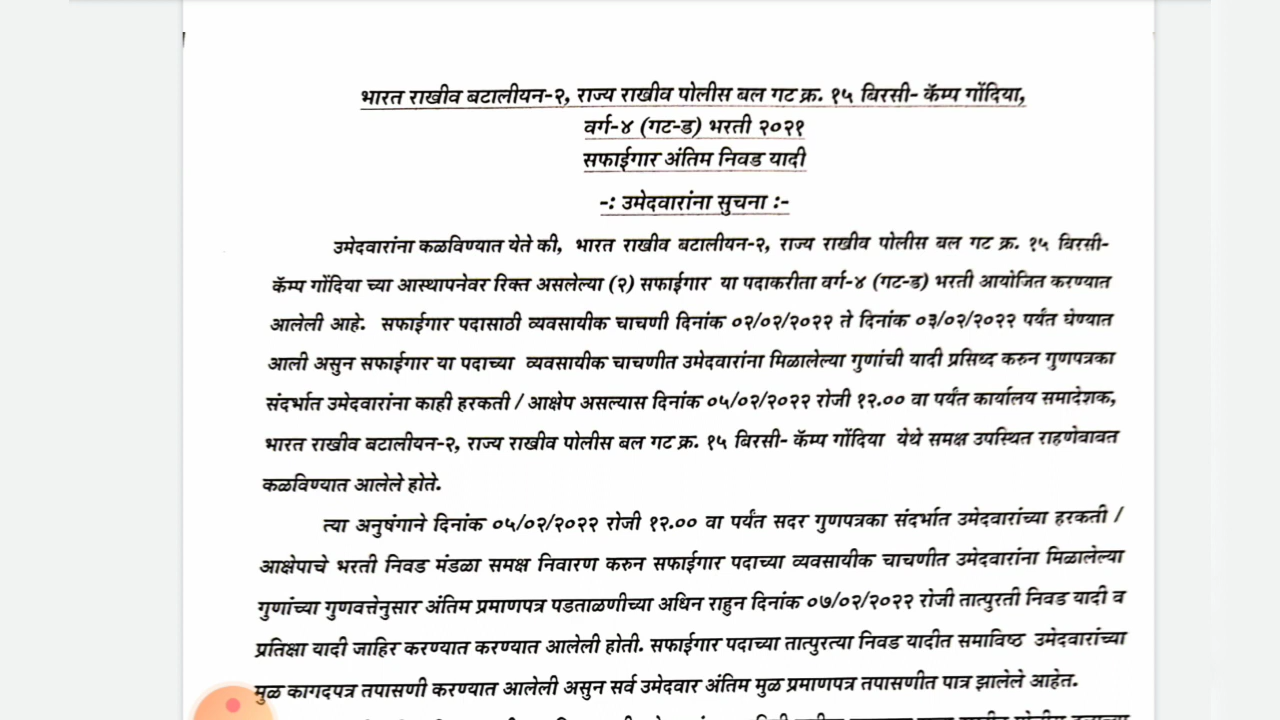 भारत राखीव बटालीयन-२, राज्य राखीव पोलीस बल गट क्र. १५ बिरसी- कॅम्प गोंदिया,
वर्ग-४ (गट-ड) भरती २०२१
सफाईगार अंतिम निवड यादी
-: उमेदवारांना सुचना :-
उमेदवारांना कळविण्यात येते की, भारत राखीव बटालीयन-२, राज्य राखीव पोलीस बल गट क्र. १५ बिरसी-
कॅम्प गोंदिया च्या आस्थापनेवर रिक्त असलेल्या (२) सफाईगार या पदाकरीता वर्ग-४ (गट-ड) भरती आयोजित करण्यात
आलेली आहे. सफाईगार पदासाठी व्यवसायीक चाचणी दिनांक ०२/०२/२०२२ ते दिनांक ०३/०२/२०२२ पर्यंत घेण्यात
आली असुन सफाईगार या पदाच्या व्यवसायीक चाचणीत उमेदवारांना मिळालेल्या गुणांची यादी प्रसिध्द करुन गुणपत्रका
संदर्भात उमेदवारांना काही हरकती / आक्षेप असल्यास दिनांक ०५/०२/२०२२ रोजी १२.०० वा पर्यंत कार्यालय समादेशक,
भारत राखीव बटालीयन-२, राज्य राखीव पोलीस बल गट क्र. १५ बिरसी- कॅम्प गोंदिया येथे समक्ष उपस्थित राहणेबाबत
कळविण्यात आलेले होते.
त्या अनुषंगाने दिनांक ०५/०२/२०२२ रोजी १२.०० वा पर्यंत सदर गुणपत्रका संदर्भात उमेदवारांच्या हरकती /
आक्षेपाचे भरती निवड मंडळा समक्ष निवारण करुन सफाईगार पदाच्या व्यवसायीक चाचणीत उमेदवारांना मिळालेल्या
गुणांच्या गुणवत्तेनुसार अंतिम प्रमाणपत्र पडताळणीच्या अधिन राहुन दिनांक ०७/०२/२०२२ रोजी तात्पुरती निवड यादी व
प्रतिक्षा यादी जाहिर करण्यात करण्यात आलेली होती. सफाईगार पदाच्या तात्पुरत्या निवड यादीत समाविष्ठ उमेदवारांच्या
मुळ कागदपत्र तपासणी करण्यात आलेली असुन सर्व उमेदवार अंतिम मुळ प्रमाणपत्र तपासणीत पात्र झालेले आहेत.